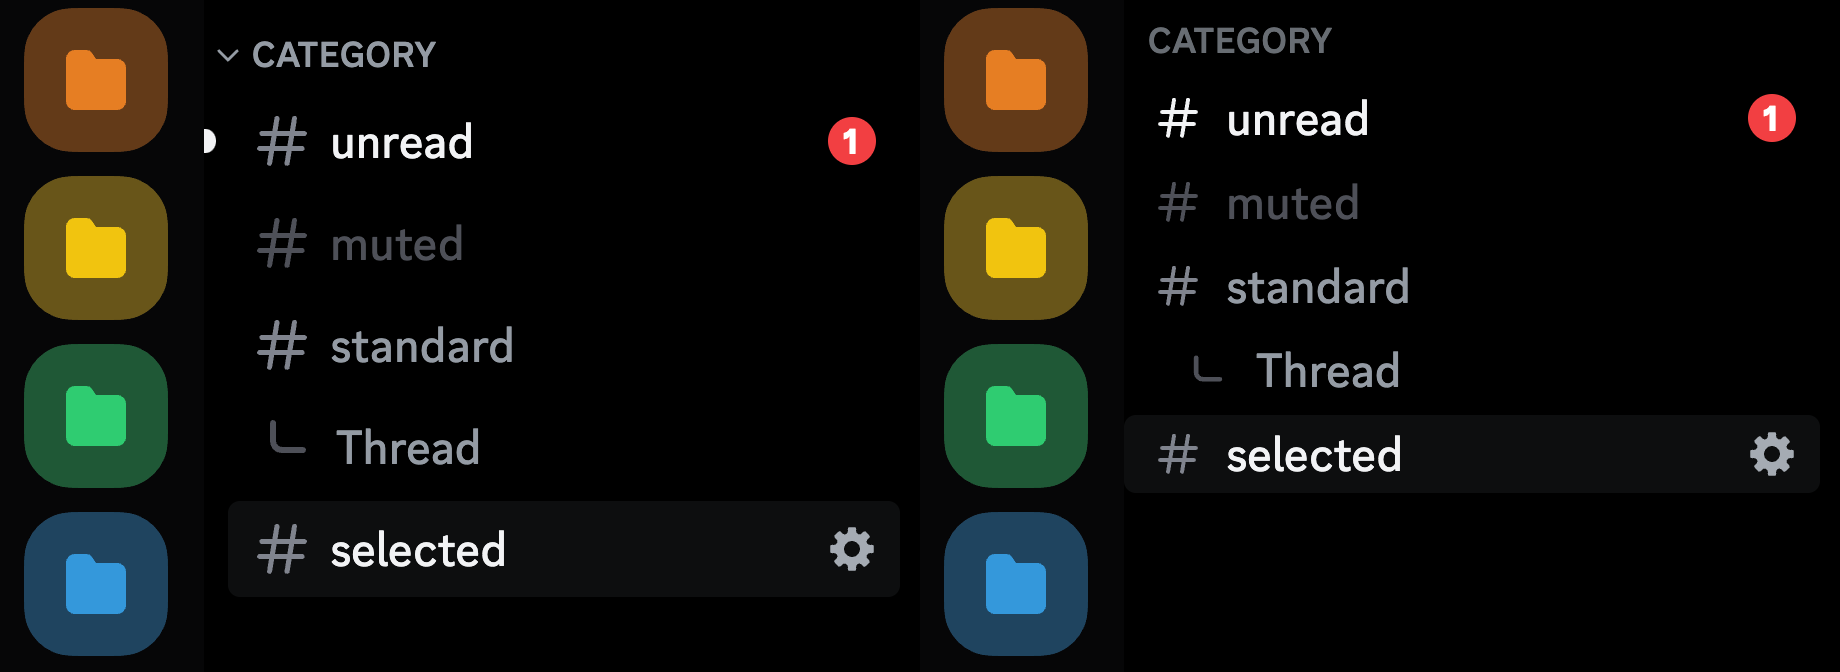 CATEGORY
# unread 1
# muted
# standard
Thread
# selected
CATEGORY
# unread 1
# muted
# standard
Thread
# selected